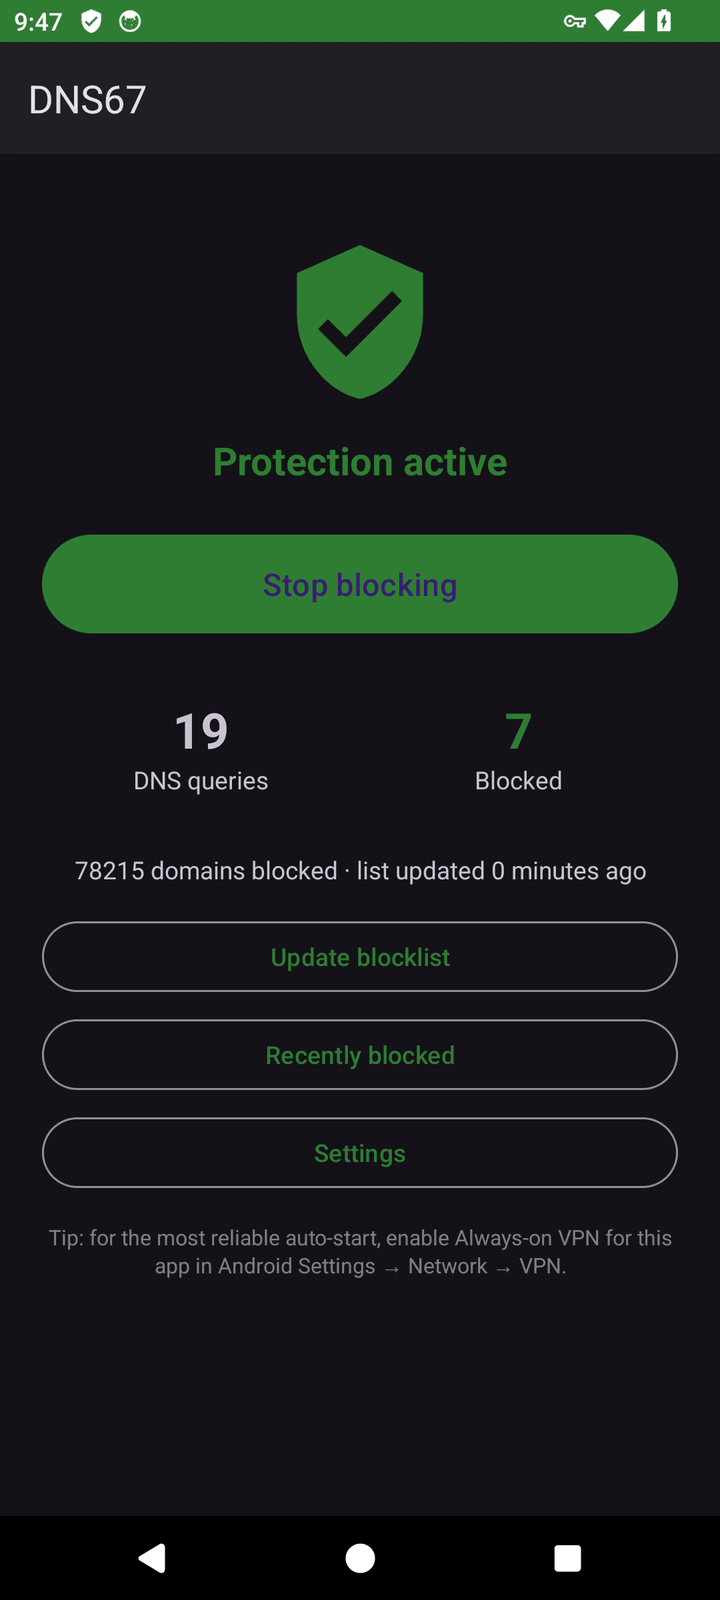 9:47
DNS67
Protection active
Stop blocking
19
7
DNS queries
Blocked
78215 domains blocked · list updated 0 minutes ago
Update blocklist
Recently blocked
Settings
Tip: for the most reliable auto-start, enable Always-on VPN for this
app in Android Settings → Network → VPN.